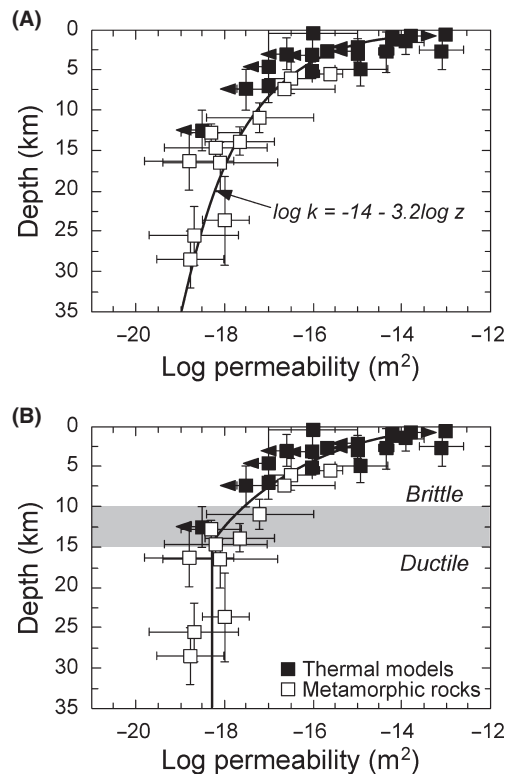 (A)
0
5
10
15
20
25
30
35
Depth (km)
log k = -14 - 3.2log z
−20 −18 −16 −14 −12
Log permeability (m²)
(B)
0
5
10
15
20
25
30
35
Depth (km)
Brittle
Ductile
Thermal models
Metamorphic rocks
−20 −18 −16 −14 −12
Log permeability (m²)